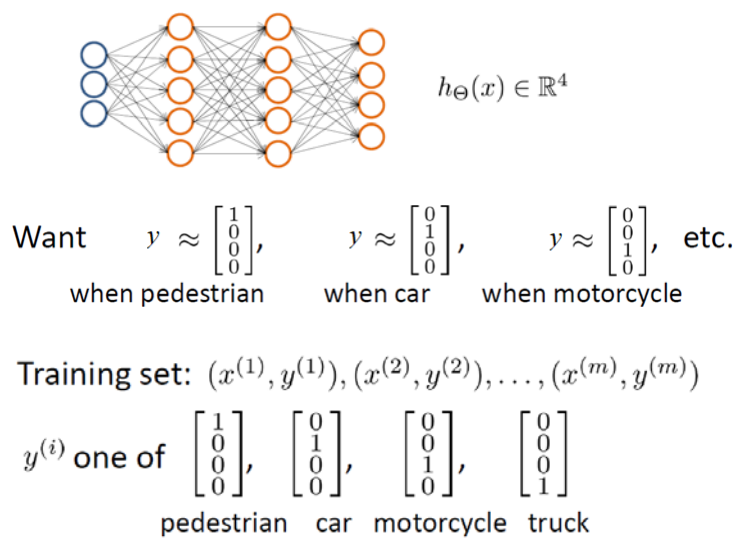 h_Θ(x) ∈ ℝ⁴
Want y ≈ [1 0 0 0], y ≈ [0 1 0 0], y ≈ [0 0 1 0], etc.
when pedestrian when car when motorcycle
Training set: (x^(1), y^(1)), (x^(2), y^(2)), . . . , (x^(m), y^(m))
y^(i) one of [1 0 0 0], [0 1 0 0], [0 0 1 0], [0 0 0 1]
pedestrian car motorcycle truck